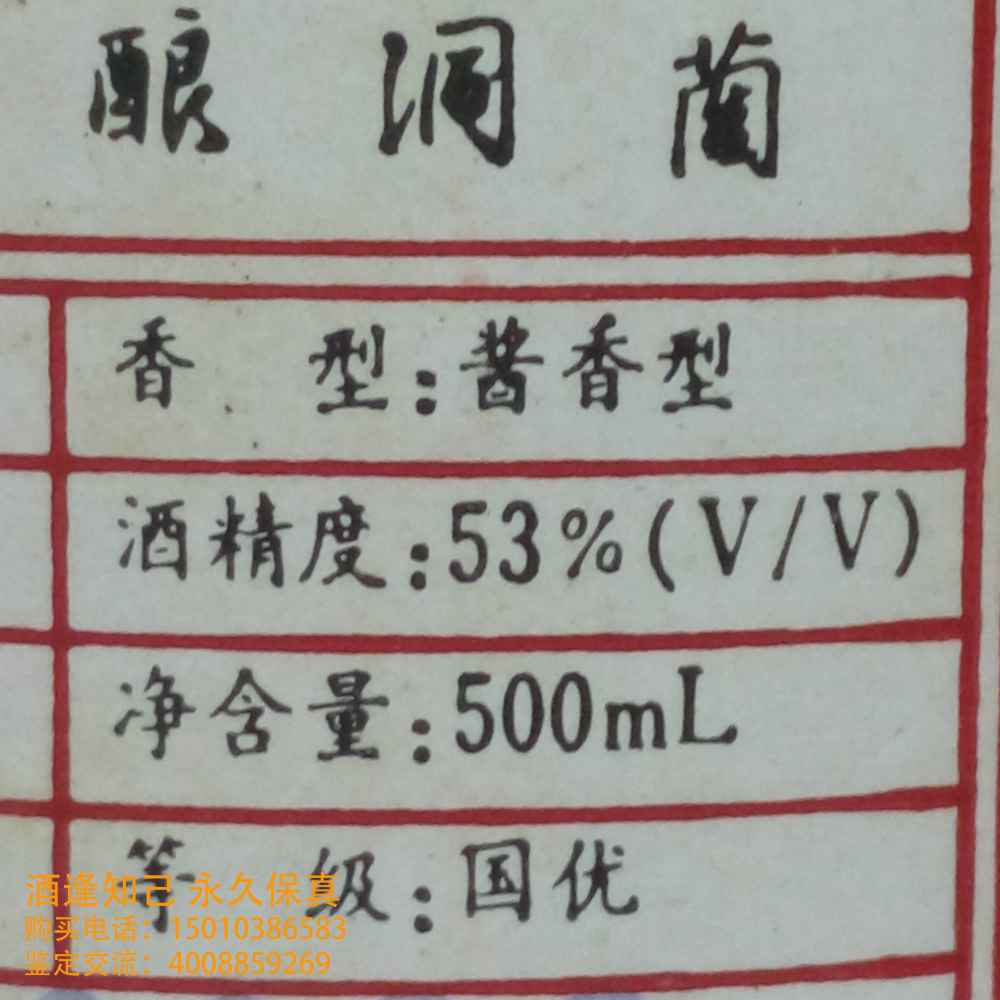 酿洞蔺
香 型:酱香型
酒精度:53%(V/V)
净含量:500mL
等 级:国优
酒逢知己 永久保真
购买电话：15010386583
鉴定交流：4008859269